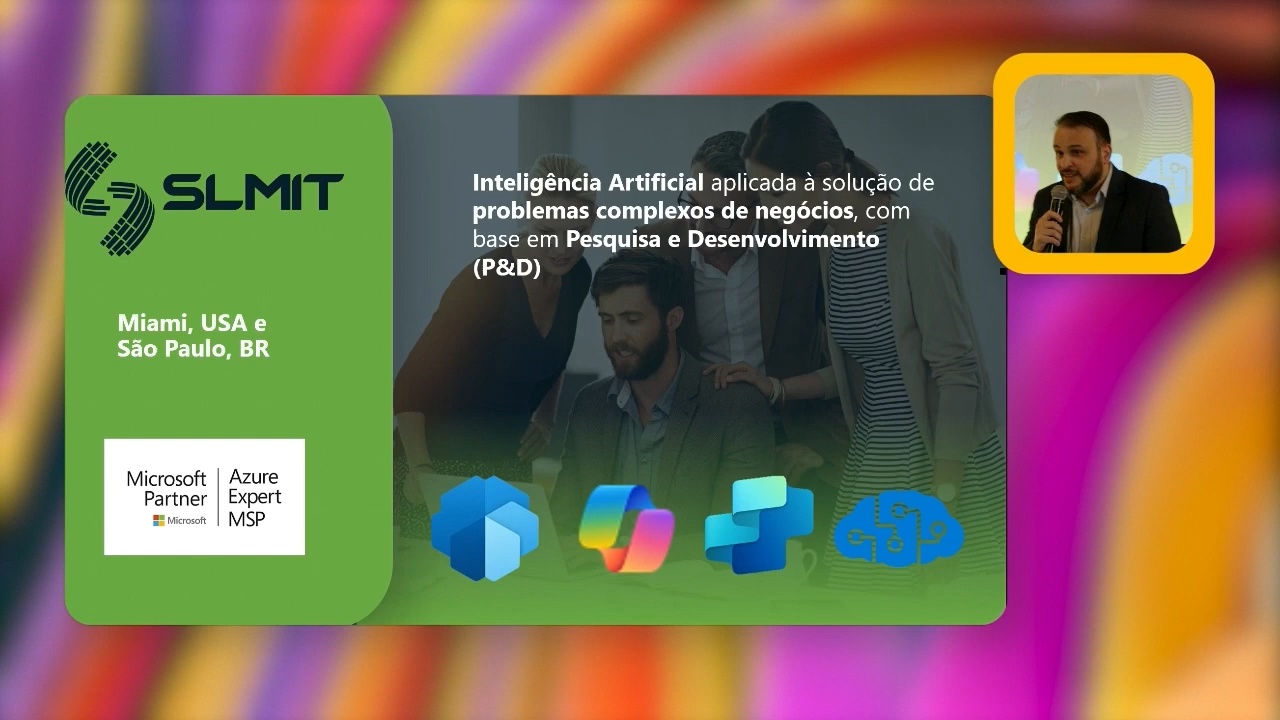 SLMIT
Miami, USA e
São Paulo, BR
Microsoft
Partner
Microsoft
Azure
Expert
MSP
Inteligência Artificial aplicada à solução de
problemas complexos de negócios, com
base em Pesquisa e Desenvolvimento
(P&D)